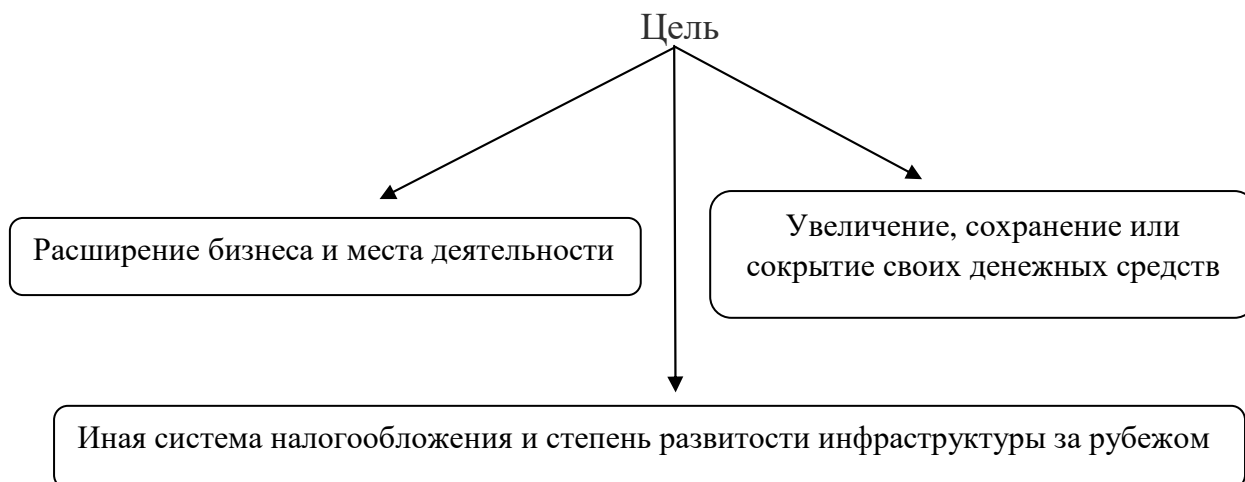 Цель
Расширение бизнеса и места деятельности
Увеличение, сохранение или
сокрытие своих денежных средств
Иная система налогообложения и степень развитости инфраструктуры за рубежом